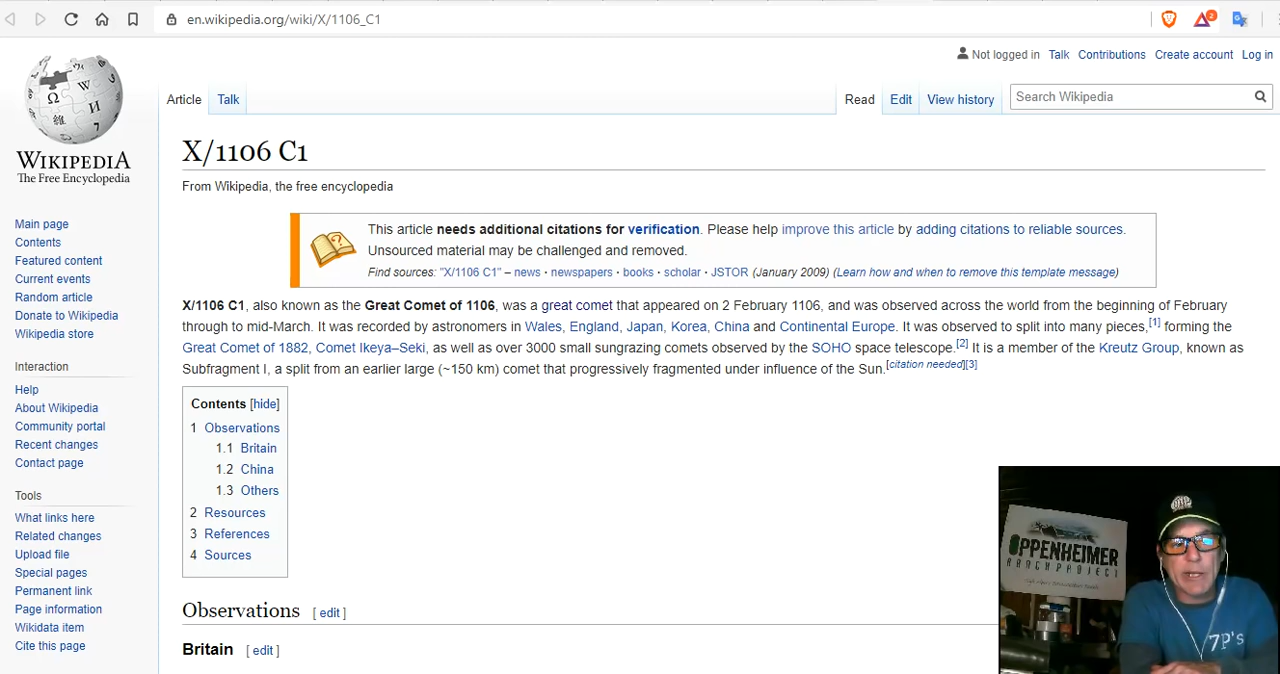 en.wikipedia.org/wiki/X/1106_C1
2
Not logged in Talk Contributions Create account Log in
WIKIPEDIA
The Free Encyclopedia
Article Talk
Read Edit View history
Search Wikipedia
X/1106 C1
From Wikipedia, the free encyclopedia
This article needs additional citations for verification. Please help improve this article by adding citations to reliable sources.
Unsourced material may be challenged and removed.
Find sources: "X/1106 C1" – news · newspapers · books · scholar · JSTOR (January 2009) (Learn how and when to remove this template message)
X/1106 C1, also known as the Great Comet of 1106, was a great comet that appeared on 2 February 1106, and was observed across the world from the beginning of February
through to mid-March. It was recorded by astronomers in Wales, England, Japan, Korea, China and Continental Europe. It was observed to split into many pieces,[1] forming the
Great Comet of 1882, Comet Ikeya–Seki, as well as over 3000 small sungrazing comets observed by the SOHO space telescope.[2] It is a member of the Kreutz Group, known as
Subfragment I, a split from an earlier large (~150 km) comet that progressively fragmented under influence of the Sun.[citation needed][3]
Contents [hide]
1 Observations
1.1 Britain
1.2 China
1.3 Others
2 Resources
3 References
4 Sources
Observations [ edit ]
Britain [ edit ]
Main page
Contents
Featured content
Current events
Random article
Donate to Wikipedia
Wikipedia store
Interaction
Help
About Wikipedia
Community portal
Recent changes
Contact page
Tools
What links here
Related changes
Upload file
Special pages
Permanent link
Page information
Wikidata item
Cite this page
OPPENHEIMER
RANCH PROJECT
7P's